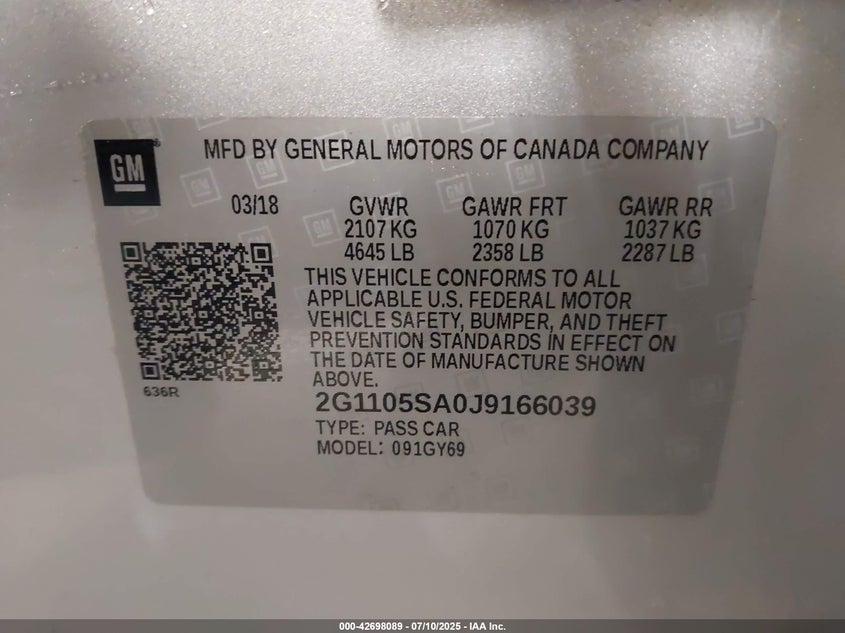 GM
MFD BY GENERAL MOTORS OF CANADA COMPANY
03/18 GVWR GAWR FRT GAWR RR
2107 KG 1070 KG 1037 KG
4645 LB 2358 LB 2287 LB
THIS VEHICLE CONFORMS TO ALL
APPLICABLE U.S. FEDERAL MOTOR
VEHICLE SAFETY, BUMPER, AND THEFT
PREVENTION STANDARDS IN EFFECT ON
THE DATE OF MANUFACTURE SHOWN
ABOVE.
636R
2G1105SA0J9166039
TYPE: PASS CAR
MODEL: 091GY69
000-42698089 - 07/10/2025 - IAA Inc.